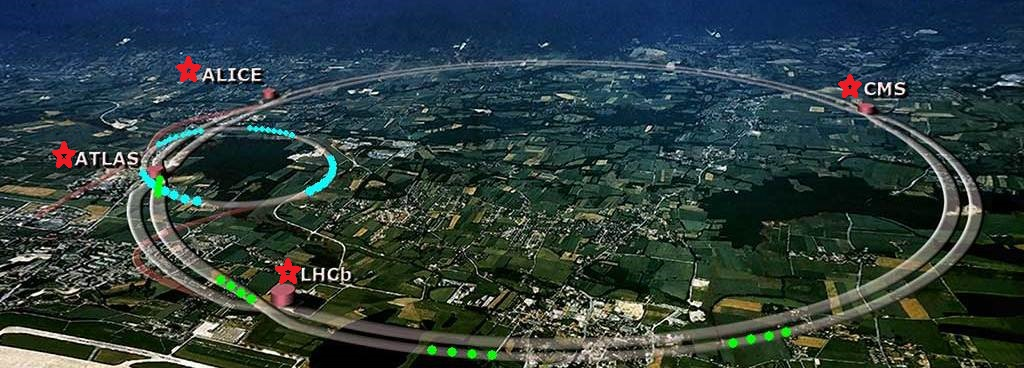 ALICE
CMS
ATLAS
LHCb